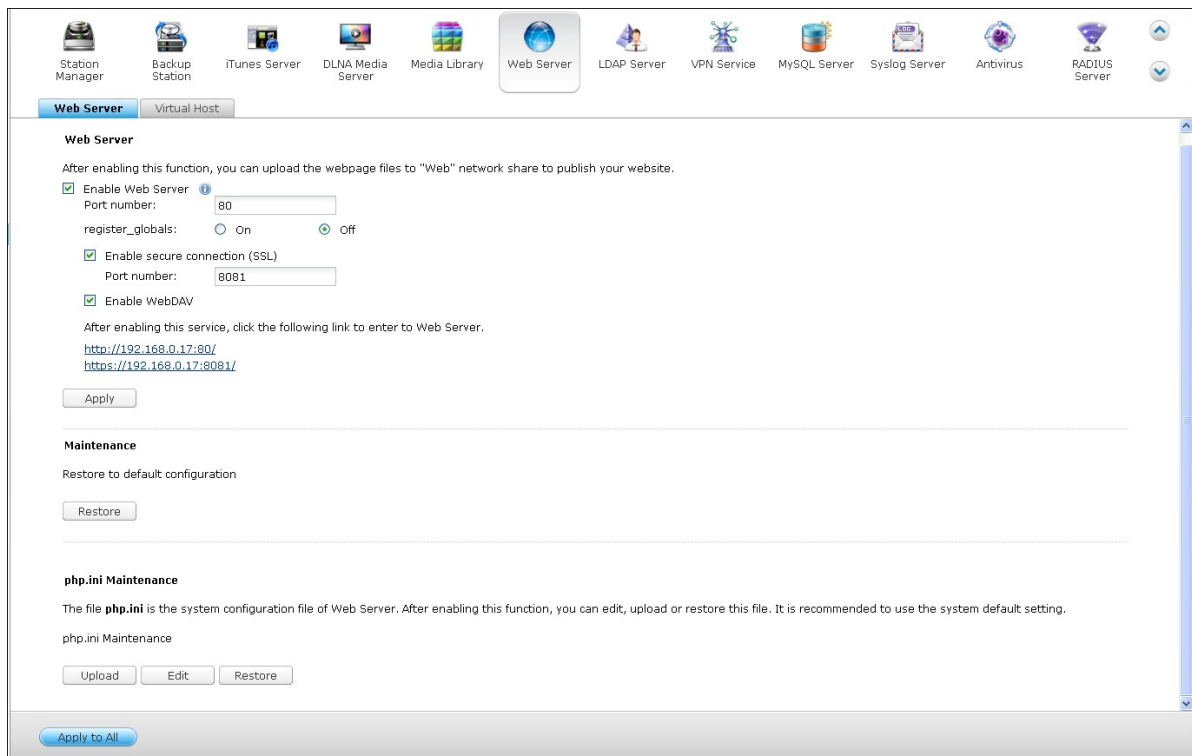 Station Manager
Backup Station
iTunes Server
DLNA Media Server
Media Library
Web Server
LDAP Server
VPN Service
MySQL Server
Syslog Server
Antivirus
RADIUS Server
Web Server
Virtual Host
Web Server
After enabling this function, you can upload the webpage files to "Web" network share to publish your website.
Enable Web Server
Port number: 80
register_globals: On Off
Enable secure connection (SSL)
Port number: 8081
Enable WebDAV
After enabling this service, click the following link to enter to Web Server.
http://192.168.0.17:80/
https://192.168.0.17:8081/
Apply
Maintenance
Restore to default configuration
Restore
php.ini Maintenance
The file php.ini is the system configuration file of Web Server. After enabling this function, you can edit, upload or restore this file. It is recommended to use the system default setting.
php.ini Maintenance
Upload Edit Restore
Apply to All